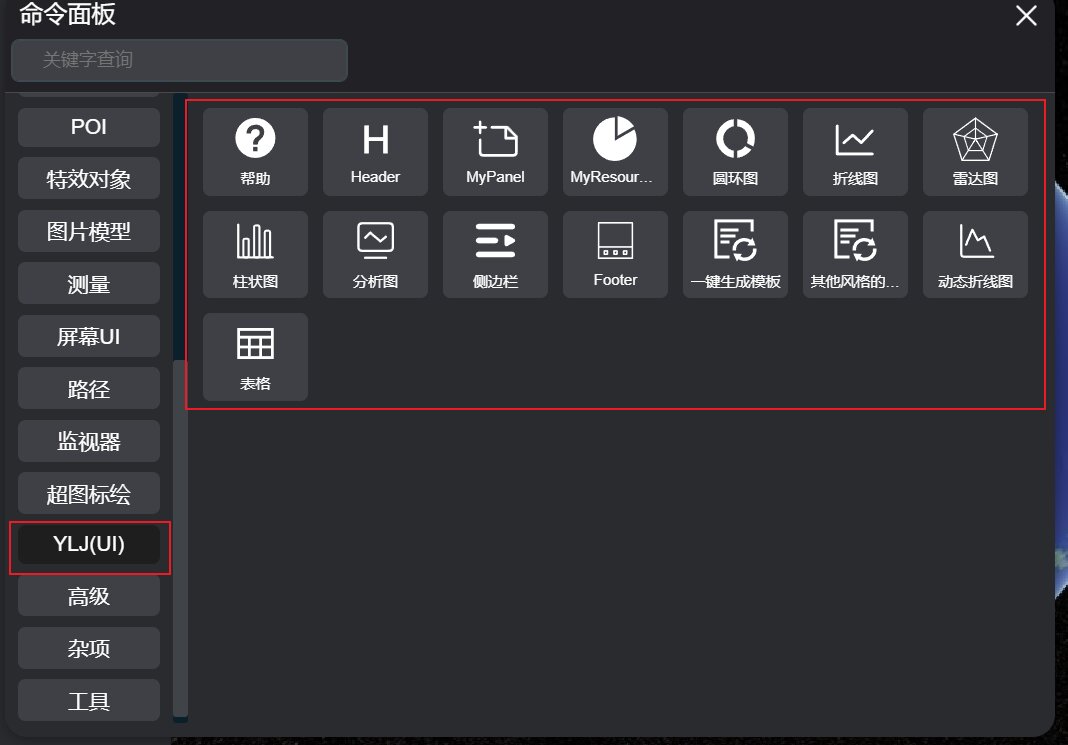 命令面板
关键字查询
POI
特效对象
图片模型
测量
屏幕UI
路径
监视器
超图标绘
YLJ(UI)
高级
杂项
工具
帮助
H
Header
MyPanel
MyResour...
圆环图
折线图
雷达图
柱状图
分析图
侧边栏
Footer
一键生成模板
其他风格的...
动态折线图
表格